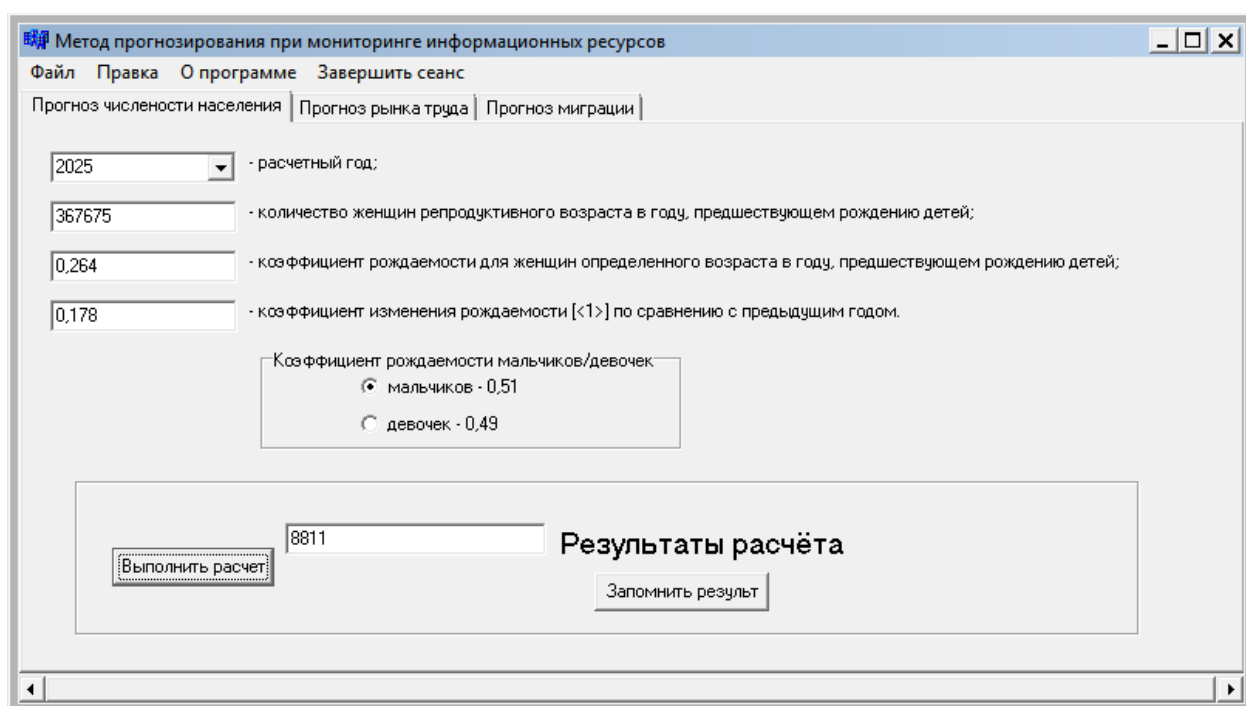 Метод прогнозирования при мониторинге информационных ресурсов
Файл Правка О программе Завершить сеанс
Прогноз числености населения Прогноз рынка труда Прогноз миграции
2025 - расчетный год;
367675 - количество женщин репродуктивного возраста в году, предшествующем рождению детей;
0,264 - коэффициент рождаемости для женщин определенного возраста в году, предшествующем рождению детей;
0,178 - коэффициент изменения рождаемости [<1>] по сравнению с предыдущим годом.
Коэффициент рождаемости мальчиков/девочек
мальчиков - 0,51
девочек - 0,49
8811 Результаты расчёта
Выполнить расчет
Запомнить результ